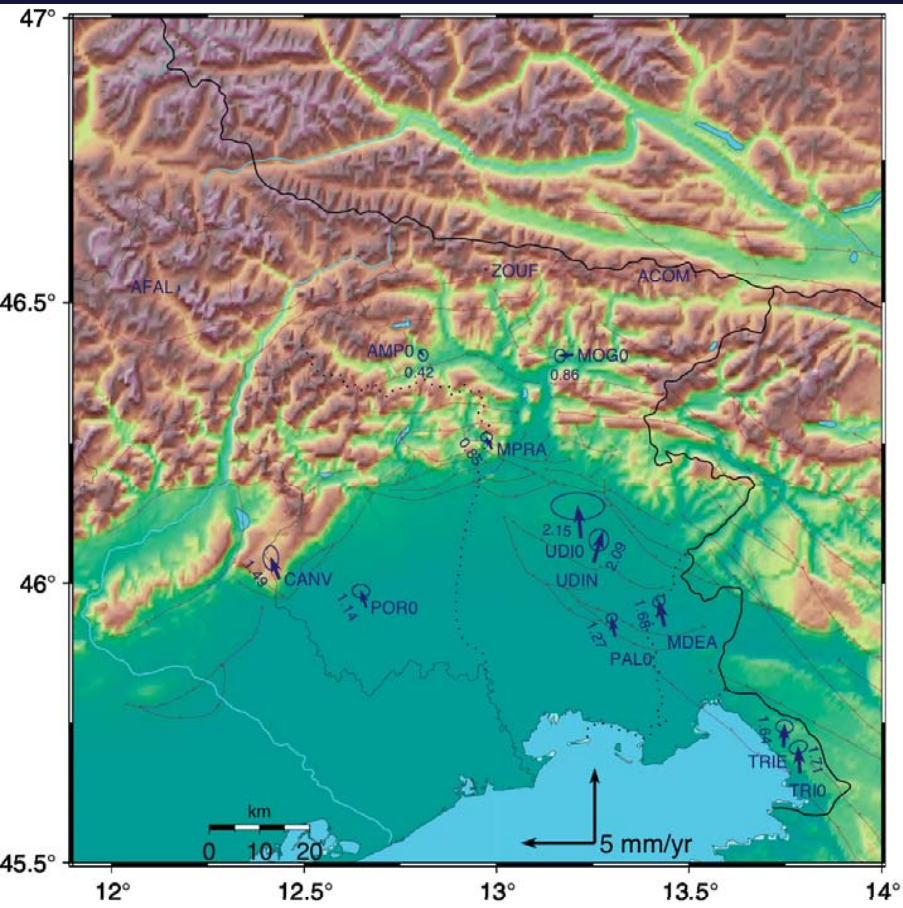 47°
ZOUF
ACOM
AFAL
46.5°
AMP0
MOG0
0.42
0.86
MPRA
0.85
2.15
UDI0
2.09
UDIN
46°
1.49
CANV
1.14
POR0
1.27
PAL0
1.68
MDEA
1.64
TRIE
1.71
TRI0
km
0 10 20
5 mm/yr
45.5°
12° 12.5° 13° 13.5° 14°